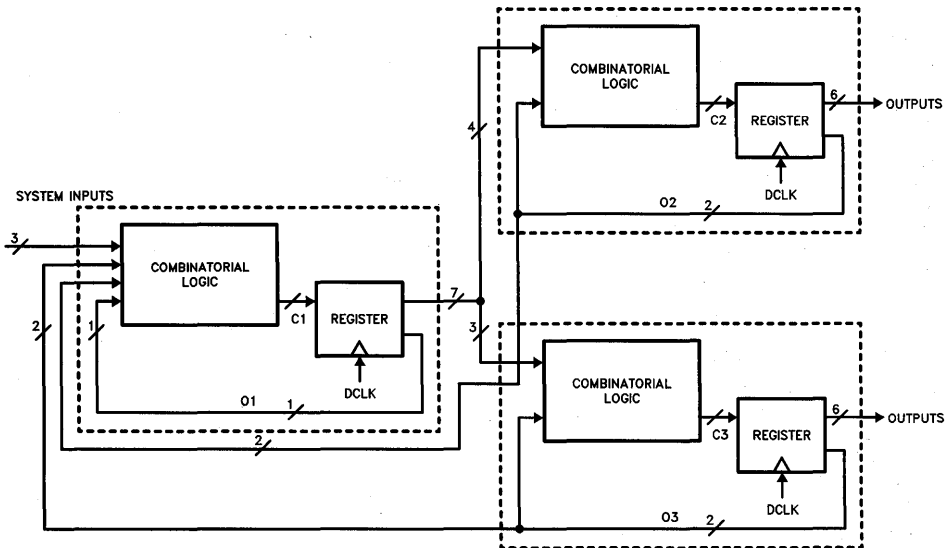 COMBINATORIAL
LOGIC
C2
REGISTER
DCLK
6
OUTPUTS
4
O2
2
SYSTEM INPUTS
3
COMBINATORIAL
LOGIC
C1
REGISTER
DCLK
7
2
1
O1
1
2
3
COMBINATORIAL
LOGIC
C3
REGISTER
DCLK
6
OUTPUTS
O3
2